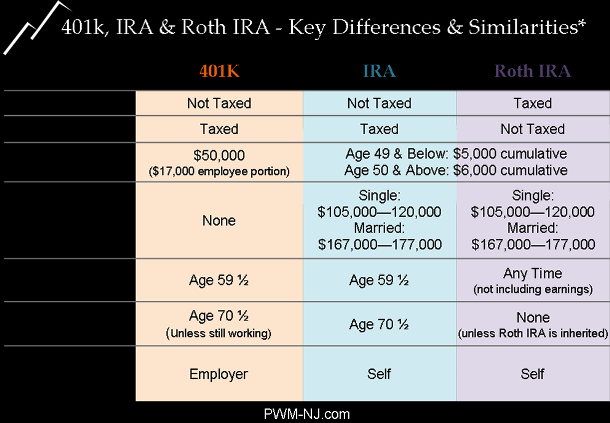 401k, IRA & Roth IRA - Key Differences & Similarities*
401K IRA Roth IRA
Not Taxed Not Taxed Taxed
Taxed Taxed Not Taxed
$50,000
($17,000 employee portion)
Age 49 & Below: $5,000 cumulative
Age 50 & Above: $6,000 cumulative
None
Single:
$105,000—120,000
Married:
$167,000—177,000
Single:
$105,000—120,000
Married:
$167,000—177,000
Age 59 ½
Age 59 ½
Any Time
(not including earnings)
Age 70 ½
(Unless still working)
Age 70 ½
None
(unless Roth IRA is inherited)
Employer Self Self
PWM-NJ.com